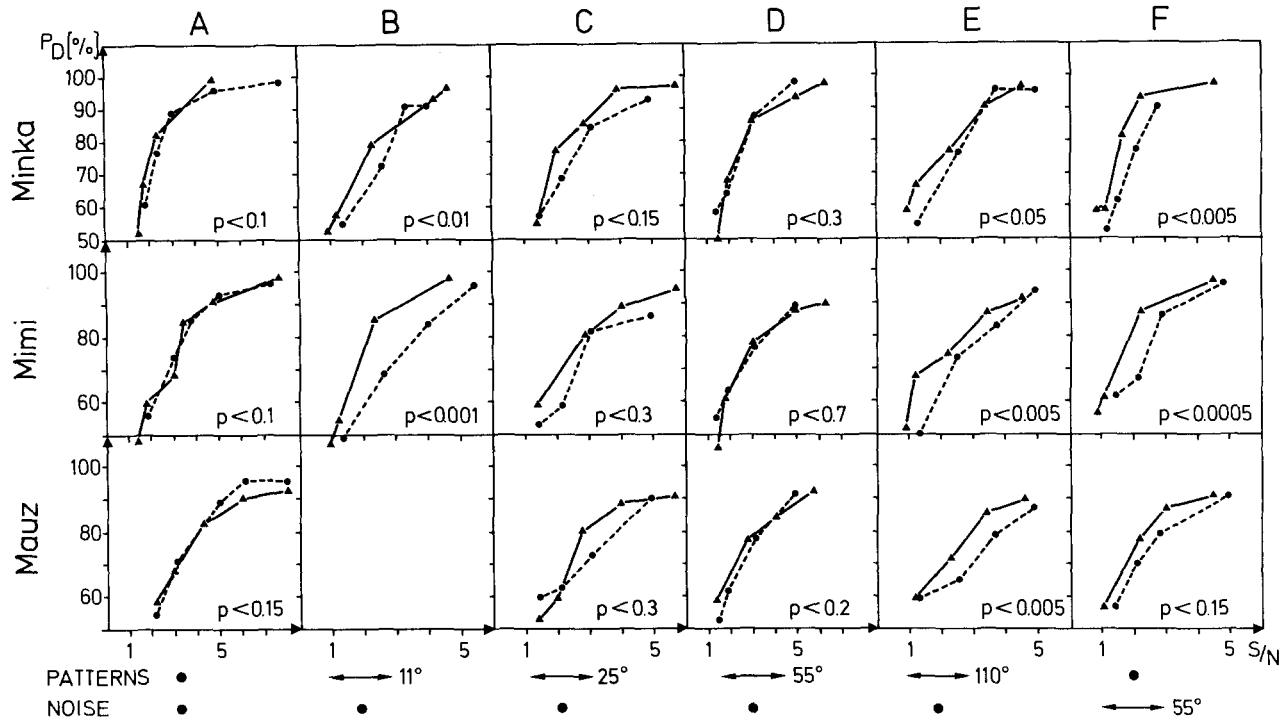 A B C D E F
P_D[%]
100
90
80
70
60
50
Minka
p<0.1 p<0.01 p<0.15 p<0.3 p<0.05 p<0.005
100
80
60
Mimi
p<0.1 p<0.001 p<0.3 p<0.7 p<0.005 p<0.0005
100
80
60
Mauz
p<0.15 p<0.3 p<0.2 p<0.005 p<0.15
1 5 1 5 1 5 1 5 1 5 1 5 S/N
PATTERNS 11° 25° 55° 110°
NOISE 55°